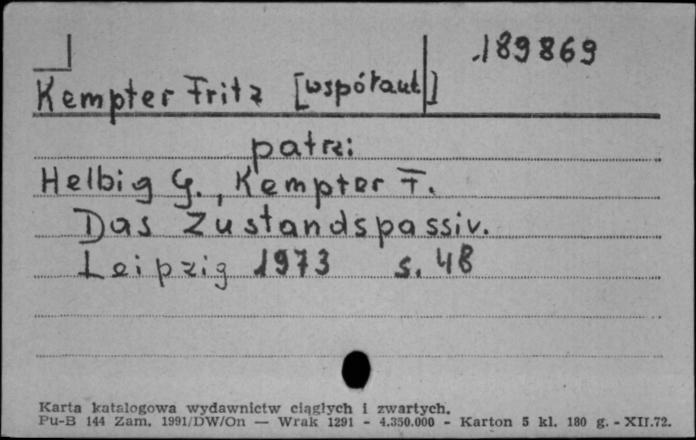 189869
Kempter Fritz [współaut]
patrz:
Helbig G., Kempter F.
Das Zustandspassiv.
Leipzig 1973 s. 48
Karta katalogowa wydawnictw ciągłych i zwartych.
Pu-B 144 Zam. 1991/DW/On — Wrak 1291 - 4.350.000 - Karton 5 kl. 180 g. - XII.72.